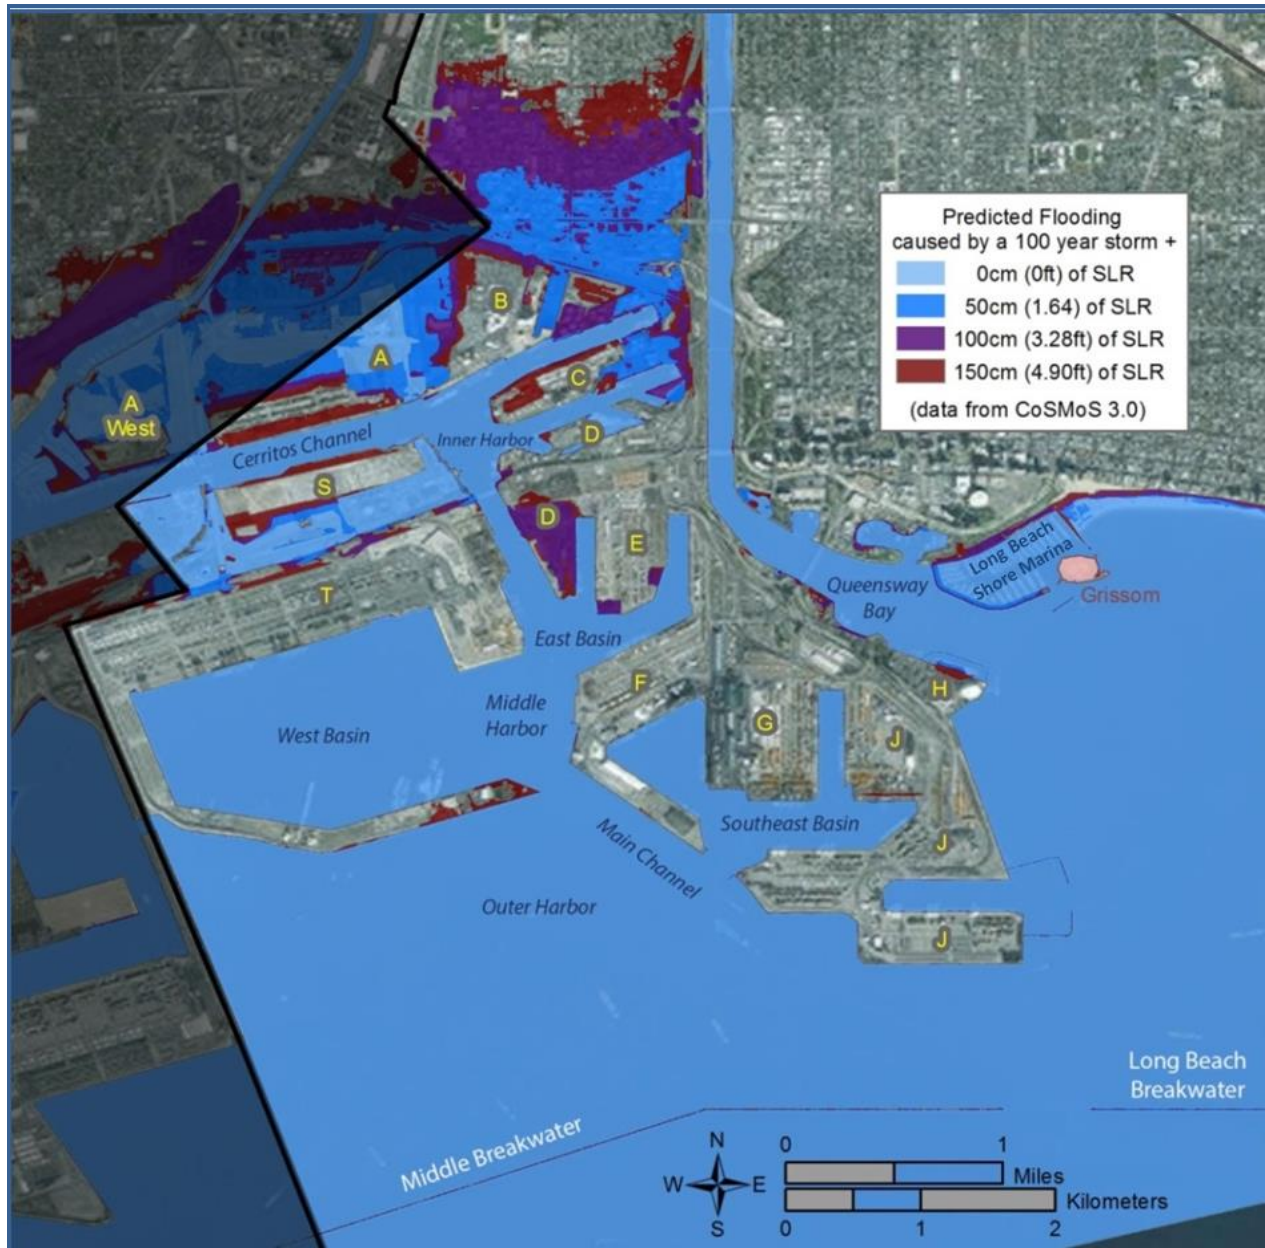 Predicted Flooding
caused by a 100 year storm +
0cm (0ft) of SLR
50cm (1.64) of SLR
100cm (3.28ft) of SLR
150cm (4.90ft) of SLR
(data from CoSMoS 3.0)
B
A
C
A
West
D
Inner Harbor
Cerritos Channel
S
D
E
Long Beach
Shore Marina
Queensway
Bay
Grissom
T
East Basin
F
H
Middle
Harbor
G
West Basin
J
Southeast Basin
Main Channel
J
Outer Harbor
J
Long Beach
Breakwater
Middle Breakwater
N
W
E
S
0
1
Miles
Kilometers
0
1
2